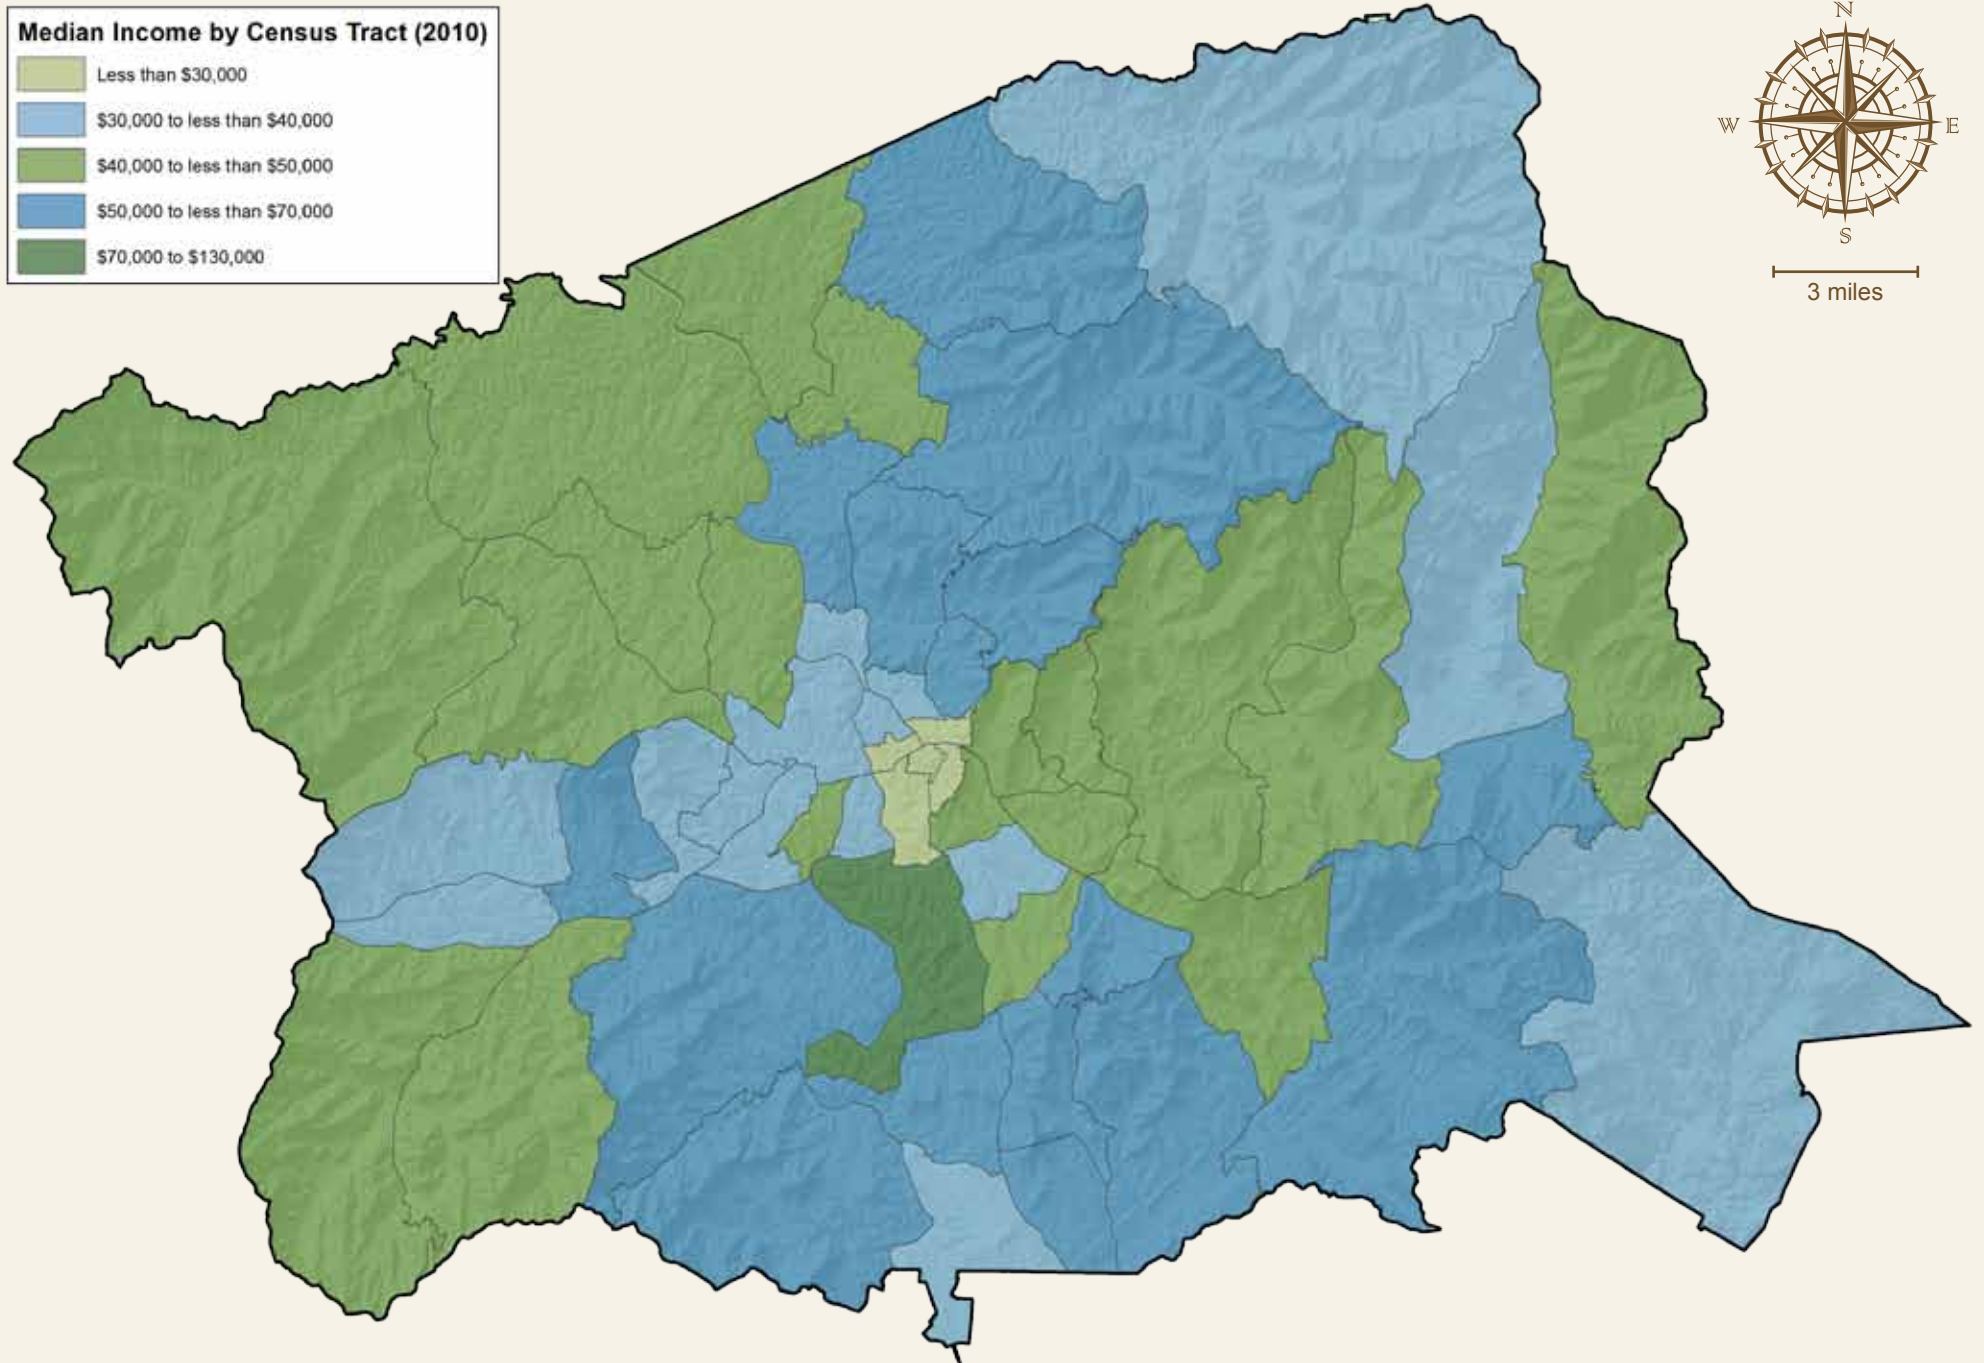 Median Income by Census Tract (2010)
Less than $30,000
$30,000 to less than $40,000
$40,000 to less than $50,000
$50,000 to less than $70,000
$70,000 to $130,000
N
W
E
S
3 miles